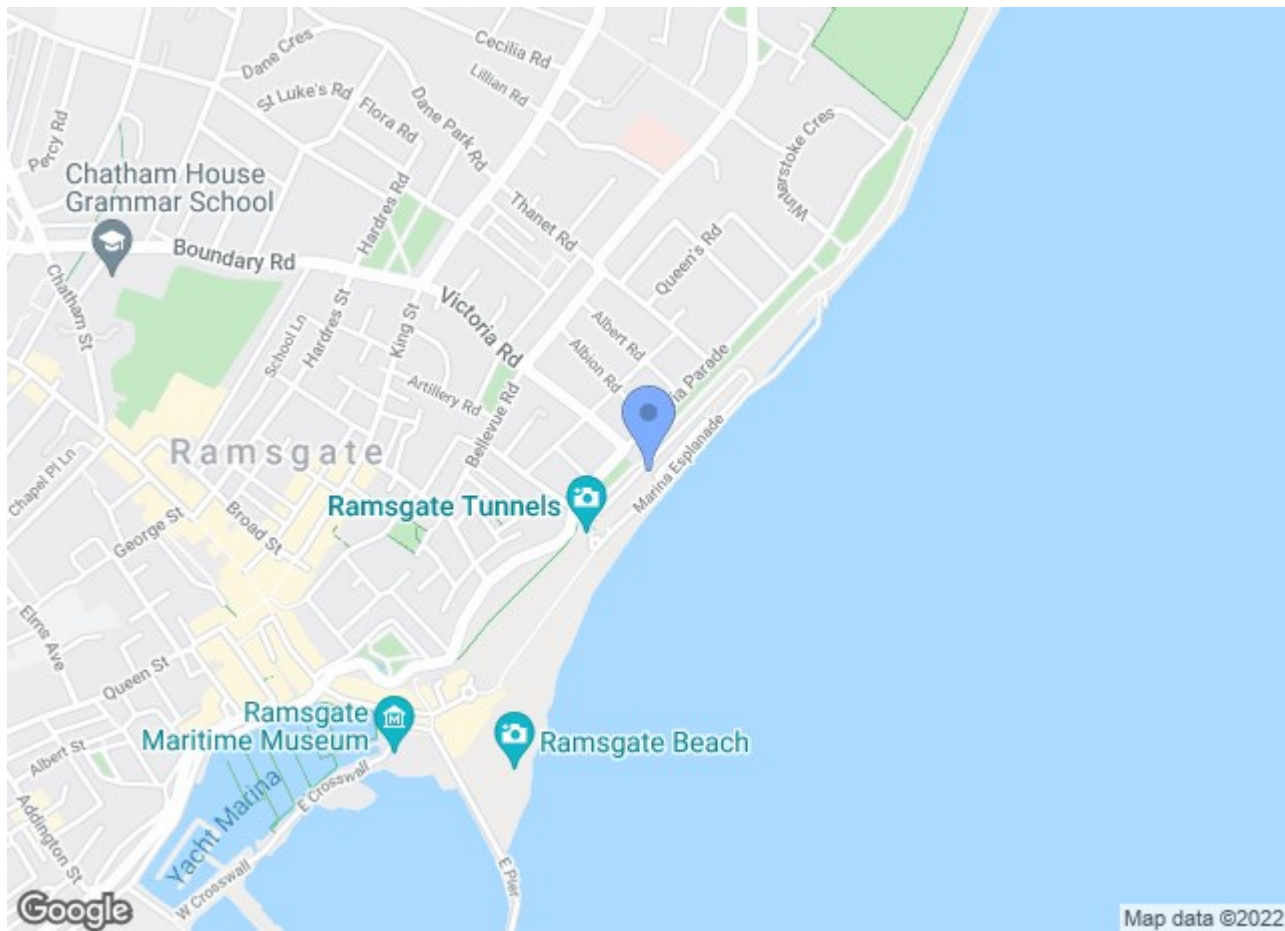 Cecilia Rd
Dane Cres
Lillian Rd
St Luke's Rd
Flora Rd
Dane Park Rd
Winterstoke Cres
Percy Rd
Chatham House
Grammar School
Hardres Rd
Thanet Rd
Queen's Rd
Boundary Rd
Chatham St
Victoria Rd
School Ln
Hardres St
King St
Albert Rd
Albion Rd
ia Parade
Artillery Rd
Bellevue Rd
Marina Esplanade
Ramsgate
Chapel Pl Ln
George St
Broad St
Ramsgate Tunnels
Elms Ave
Queen St
Ramsgate
Maritime Museum
Ramsgate Beach
Albert St
Addington St
Yacht Marina
E Crosswall
W Crosswall
E Pier
Google
Map data ©2022